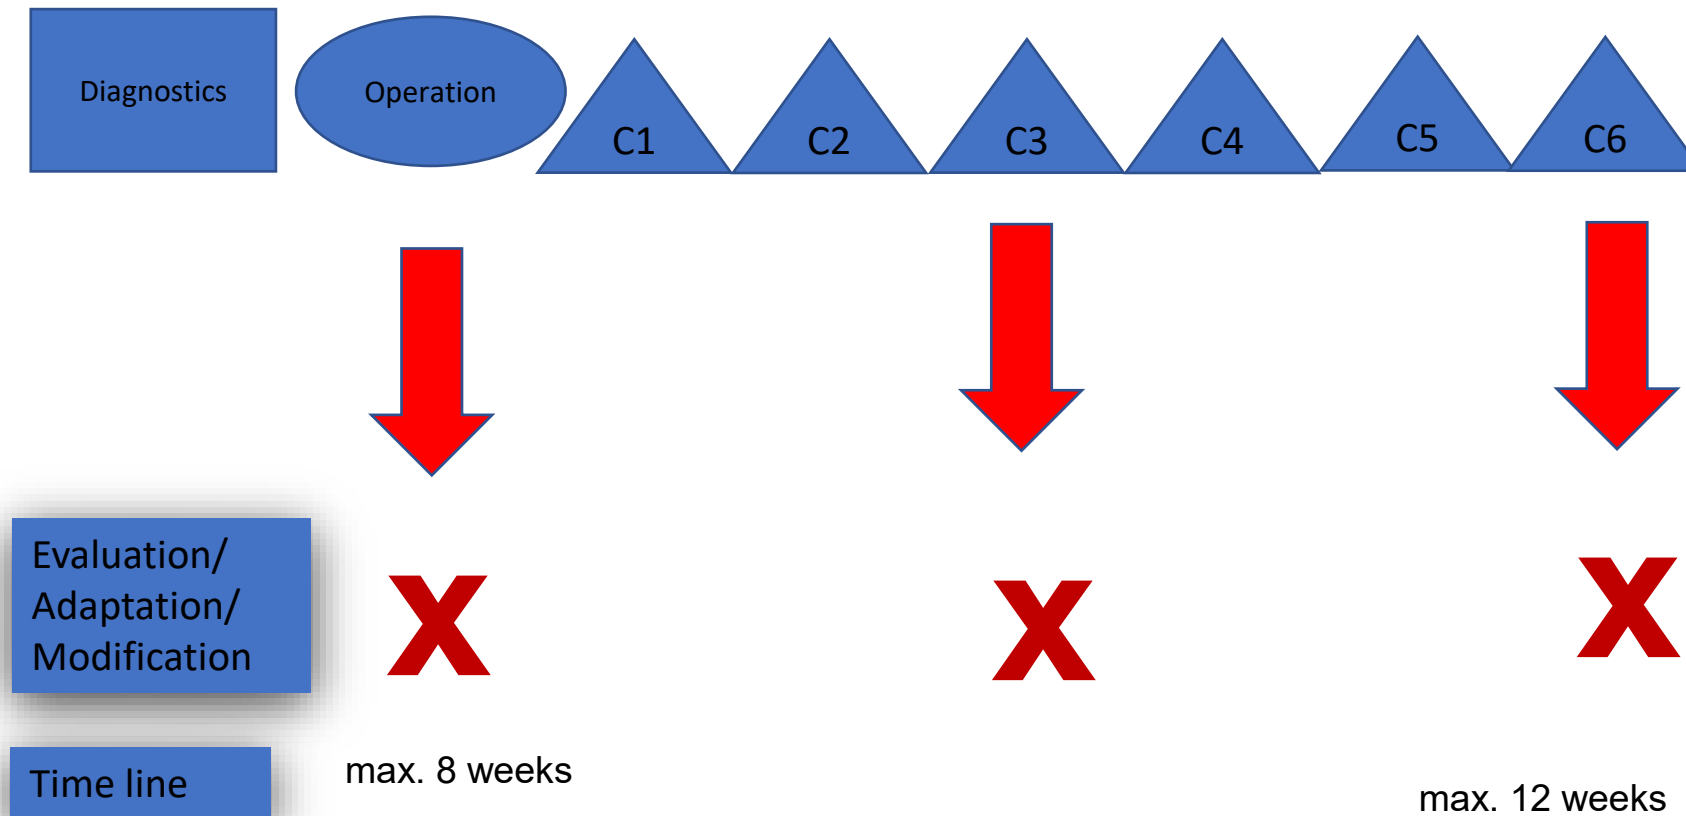 Diagnostics
Operation
C1
C2
C3
C4
C5
C6
Evaluation/
Adaptation/
Modification
X
X
X
Time line
max. 8 weeks
max. 12 weeks